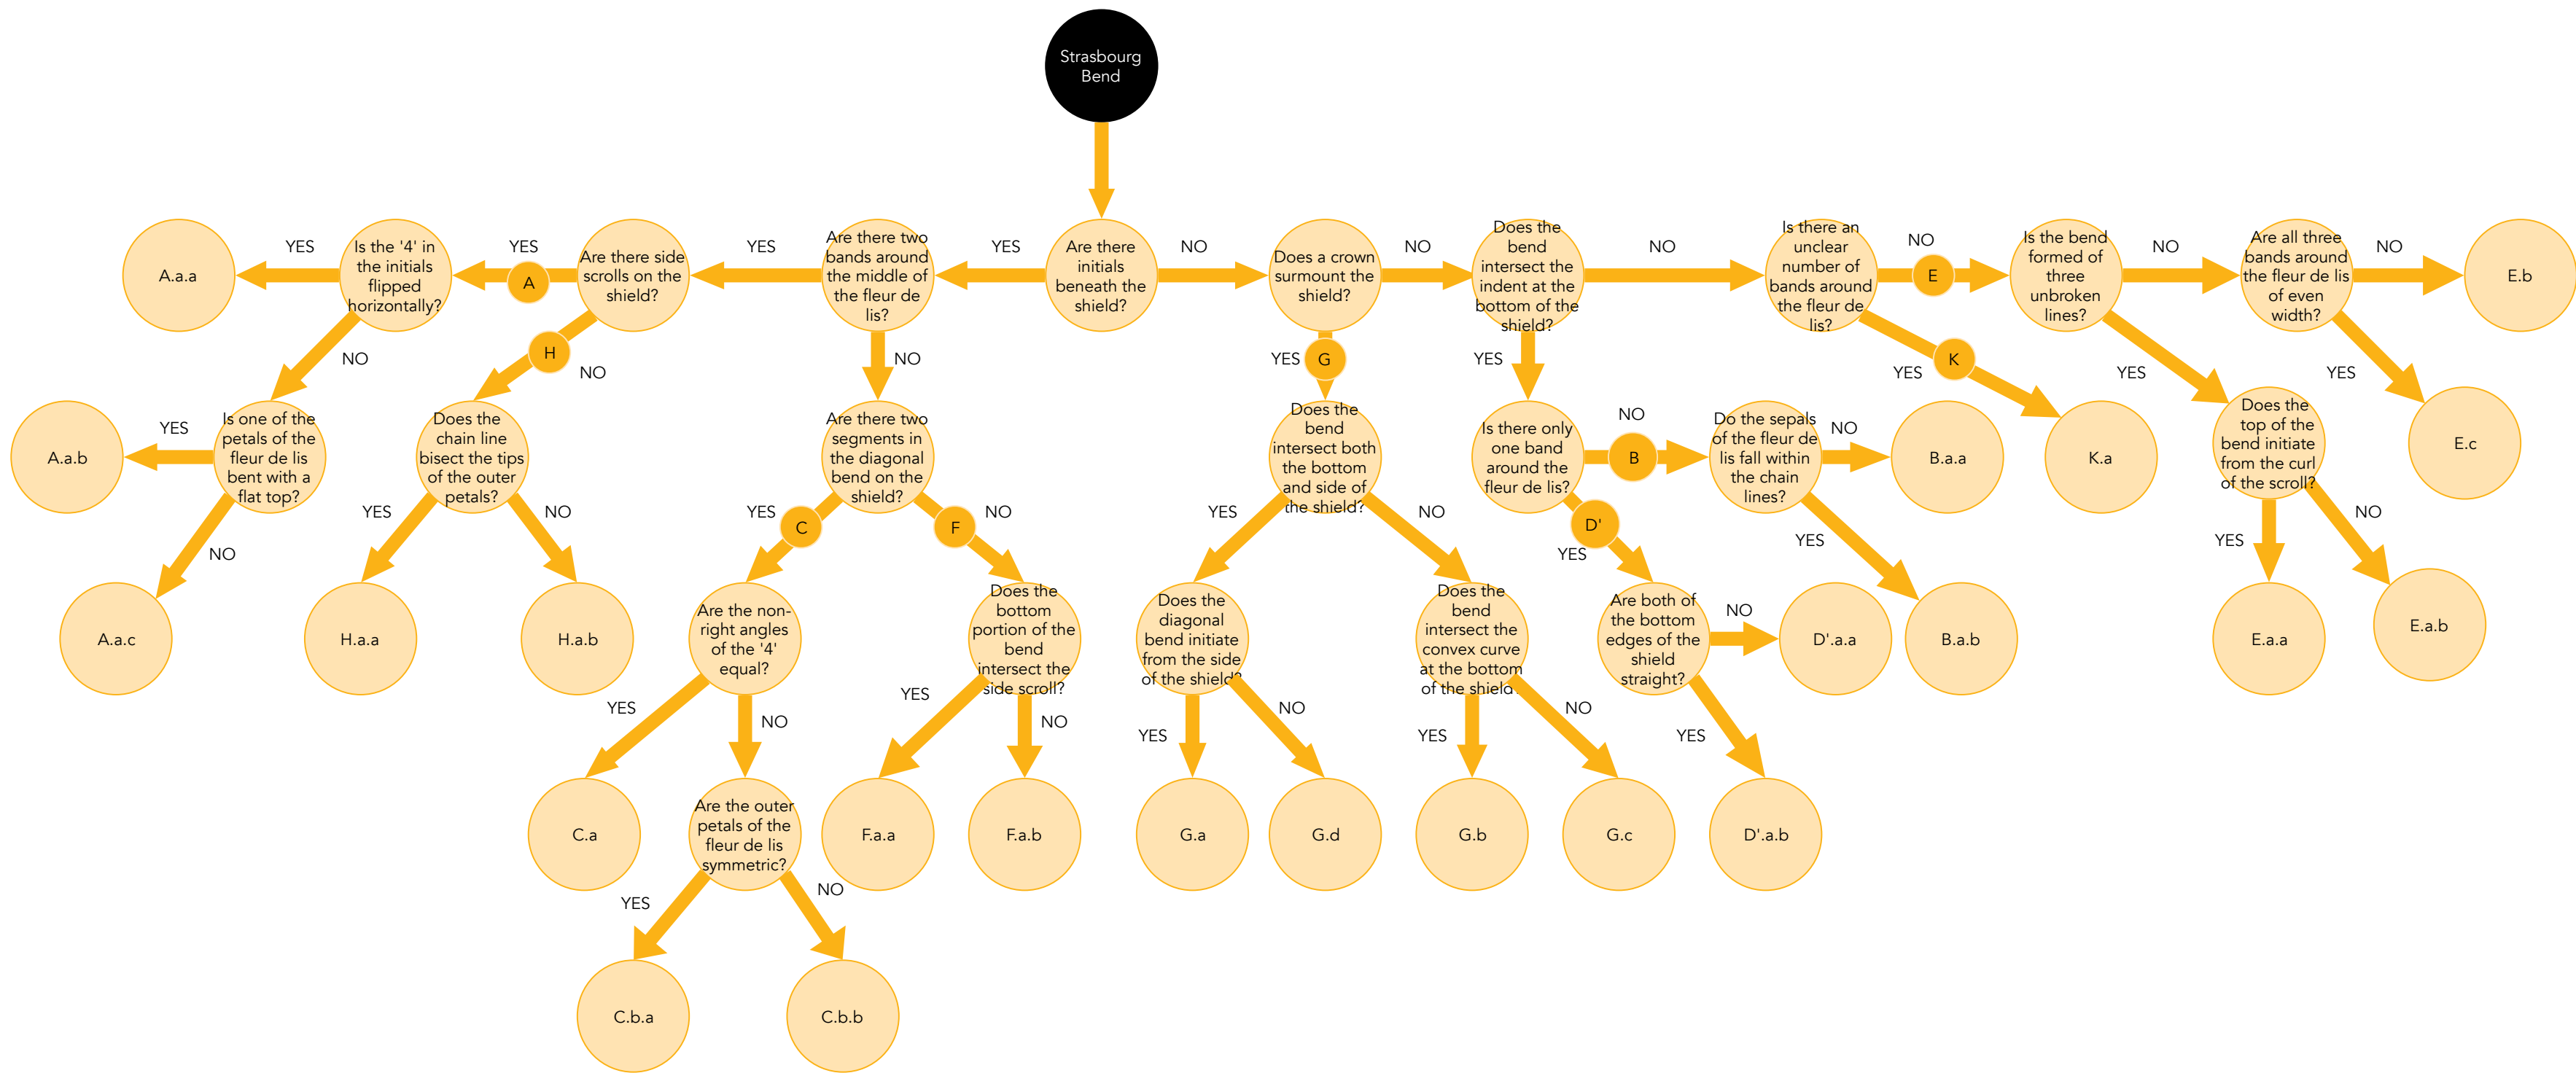 Strasbourg
Bend
A.a.a
YES
Is the '4' in
the initials
flipped
horizontally?
YES
A
Are there side
scrolls on the
shield?
YES
Are there two
bands around
the middle of
the fleur de
lis?
YES
Are there
initials
beneath the
shield?
NO
Does a crown
surmount the
shield?
NO
Does the
bend
intersect the
indent at the
bottom of the
shield?
NO
Is there an
unclear
number of
bands around
the fleur de
lis?
NO
E
Is the bend
formed of
three
unbroken
lines?
NO
Are all three
bands around
the fleur de lis
of even
width?
NO
E.b
NO
H
NO
NO
YES
G
YES
YES
K
YES
YES
A.a.b
YES
Is one of the
petals of the
fleur de lis
bent with a
flat top?
Does the
chain line
bisect the tips
of the outer
petals?
Are there two
segments in
the diagonal
bend on the
shield?
Does the
bend
intersect both
the bottom
and side of
the shield?
Is there only
one band
around the
fleur de lis?
NO
B
Do the sepals
of the fleur de
lis fall within
the chain
lines?
NO
B.a.a
K.a
Does the
top of the
bend initiate
from the curl
of the scroll?
E.c
NO
YES
NO
YES
C
F
NO
YES
NO
D'
YES
YES
YES
NO
A.a.c
H.a.a
H.a.b
Are the non-
right angles
of the '4'
equal?
Does the
bottom
portion of the
bend
intersect the
side scroll?
Does the
diagonal
bend initiate
from the side
of the shield?
Does the
bend
intersect the
convex curve
at the bottom
of the shield?
Are both of
the bottom
edges of the
shield
straight?
NO
D'.a.a
B.a.b
E.a.a
E.a.b
YES
NO
YES
NO
YES
NO
YES
NO
YES
C.a
Are the outer
petals of the
fleur de lis
symmetric?
F.a.a
F.a.b
G.a
G.d
G.b
G.c
D'.a.b
YES
NO
C.b.a
C.b.b